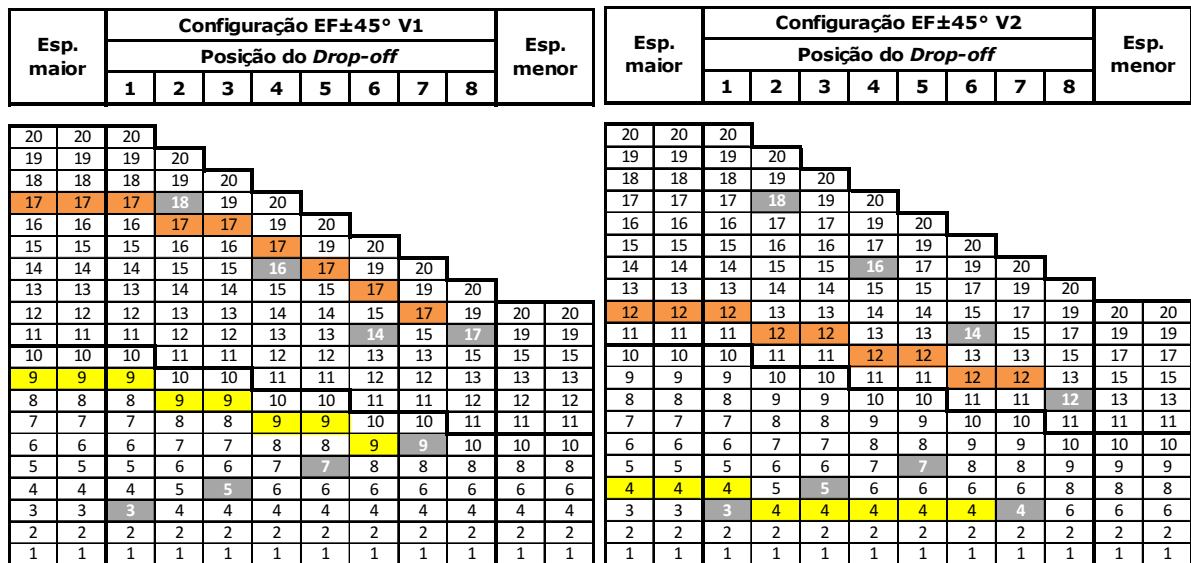 Esp. maior
Configuração EF±45° V1
Esp. menor
Posição do Drop-off
1 2 3 4 5 6 7 8
20 20 20
19 19 19 20
18 18 18 19 20
17 17 17 18 19 20
16 16 16 17 17 19 20
15 15 15 16 16 17 19 20
14 14 14 15 15 16 17 19 20
13 13 13 14 14 15 15 17 19 20
12 12 12 13 13 14 14 15 17 19 20 20
11 11 11 12 12 13 13 14 15 17 19 19
10 10 10 11 11 12 12 13 13 15 15 15
9 9 9 10 10 11 11 12 12 13 13 13
8 8 8 9 9 10 10 11 11 12 12 12
7 7 7 8 8 9 9 10 10 11 11 11
6 6 6 7 7 8 8 9 9 10 10 10
5 5 5 6 6 7 7 8 8 8 8 8
4 4 4 5 5 6 6 6 6 6 6 6
3 3 3 4 4 4 4 4 4 4 4 4
2 2 2 2 2 2 2 2 2 2 2 2
1 1 1 1 1 1 1 1 1 1 1 1
Esp. maior
Configuração EF±45° V2
Esp. menor
Posição do Drop-off
1 2 3 4 5 6 7 8
20 20 20
19 19 19 20
18 18 18 19 20
17 17 17 18 19 20
16 16 16 17 17 19 20
15 15 15 16 16 17 19 20
14 14 14 15 15 16 17 19 20
13 13 13 14 14 14 15 17 19 20
12 12 12 13 13 14 14 15 17 19 20 20
11 11 11 12 12 13 13 14 15 17 19 19
10 10 10 11 11 12 12 13 13 15 17 17
9 9 9 10 10 11 11 12 12 13 15 15
8 8 8 9 9 10 10 11 11 12 13 13
7 7 7 8 8 9 9 10 10 11 11 11
6 6 6 7 7 8 8 9 9 10 10 10
5 5 5 6 6 7 7 8 8 9 9 9
4 4 4 5 5 6 6 6 6 8 8 8
3 3 3 4 4 4 4 4 4 6 6 6
2 2 2 2 2 2 2 2 2 2 2 2
1 1 1 1 1 1 1 1 1 1 1 1